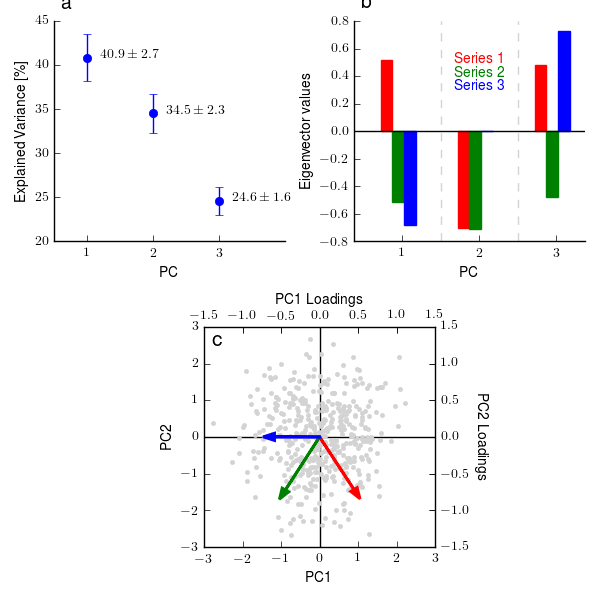 a
Explained Variance [%]
45
40
35
30
25
20
40.9 ± 2.7
34.5 ± 2.3
24.6 ± 1.6
1 2 3
PC
b
Eigenvector values
0.8
0.6
0.4
0.2
0.0
−0.2
−0.4
−0.6
−0.8
Series 1
Series 2
Series 3
1 2 3
PC
PC1 Loadings
−1.5 −1.0 −0.5 0.0 0.5 1.0 1.5
c
PC2
3
2
1
0
−1
−2
−3
1.5
1.0
0.5
0.0
−0.5
−1.0
−1.5
PC2 Loadings
−3 −2 −1 0 1 2 3
PC1